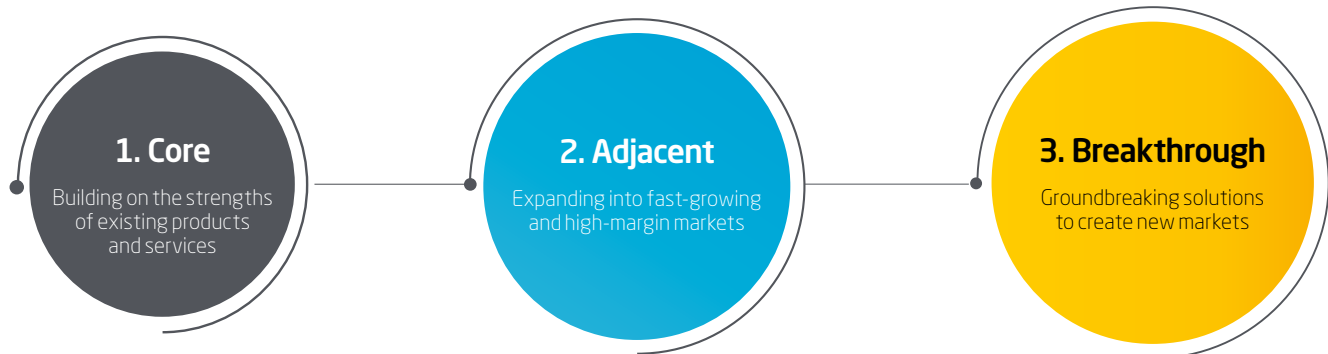 1. Core
Building on the strengths
of existing products
and services
2. Adjacent
Expanding into fast-growing
and high-margin markets
3. Breakthrough
Groundbreaking solutions
to create new markets